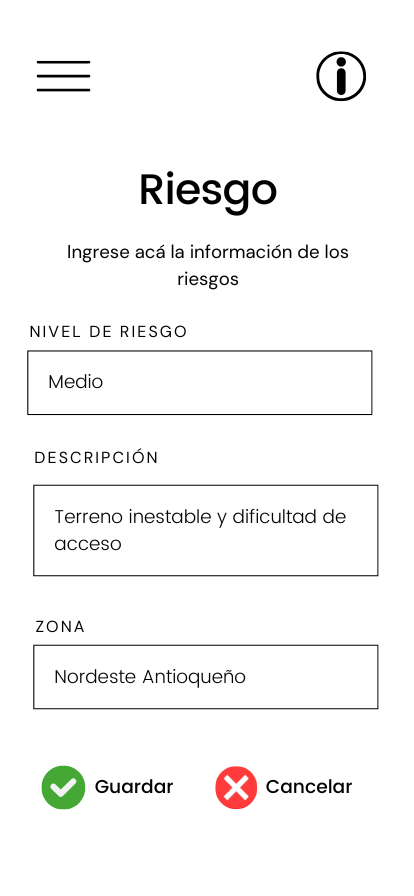 Riesgo
Ingrese acá la información de los
riesgos
NIVEL DE RIESGO
Medio
DESCRIPCIÓN
Terreno inestable y dificultad de
acceso
ZONA
Nordeste Antioqueño
Guardar Cancelar